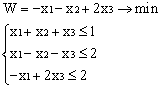 W = −x1− x2 + 2x3 → min
x1+ x2 + x3 ≤ 1
x1− x2− x3 ≤ 2
−x1+ 2x3 ≤ 2